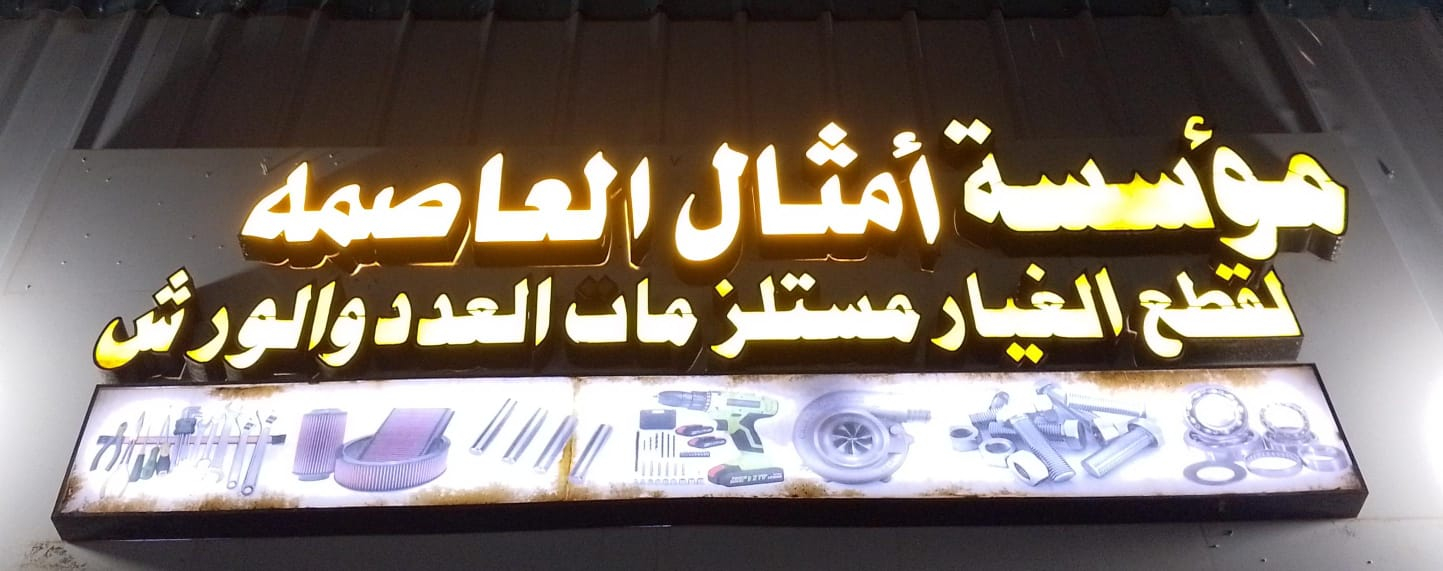 مؤسسة أمثال العاصمه
لقطع الغيار مستلزمات العدد والورش